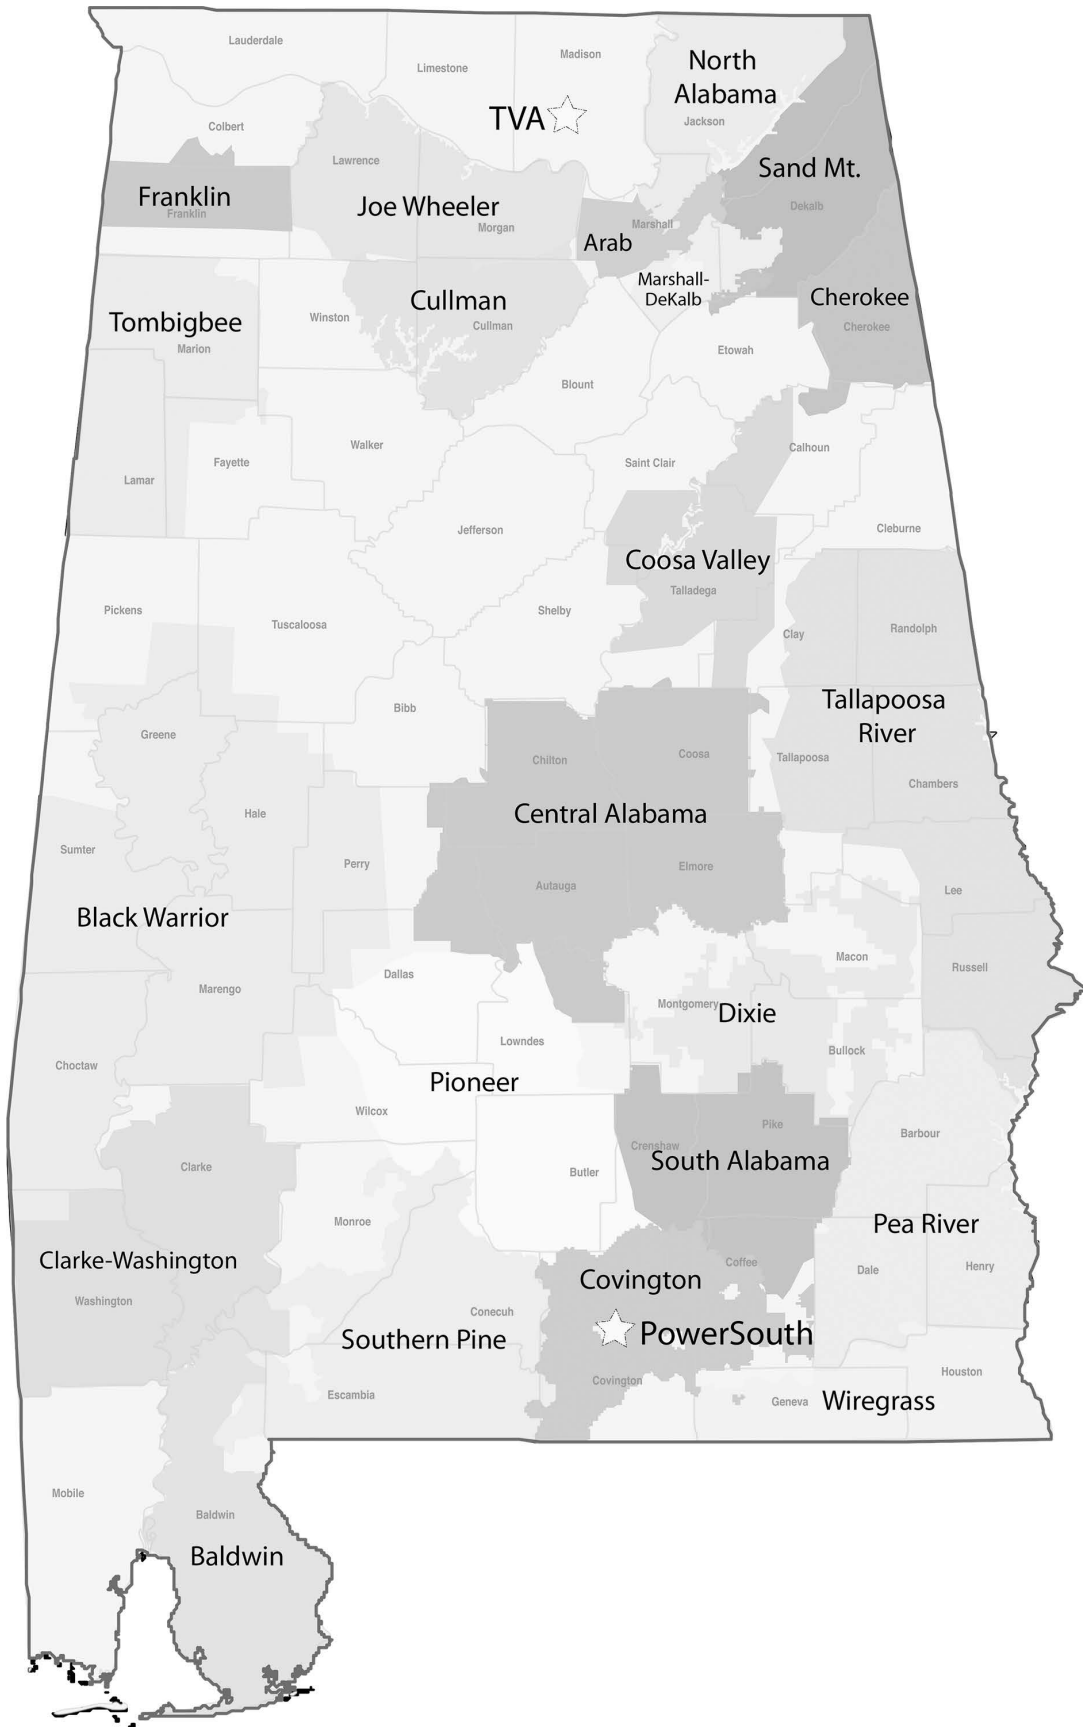 Lauderdale
Limestone
Madison
North
Alabama
TVA
Jackson
Colbert
Lawrence
Sand Mt.
Franklin
Franklin
Joe Wheeler
Morgan
Dekalb
Marshall
Arab
Marshall-
DeKalb
Cherokee
Cherokee
Cullman
Cullman
Tombigbee
Winston
Marion
Etowah
Blount
Walker
Calhoun
Fayette
Saint Clair
Lamar
Jefferson
Cleburne
Coosa Valley
Talladega
Pickens
Shelby
Tuscaloosa
Clay
Randolph
Tallapoosa
River
Bibb
Greene
Chilton
Coosa
Tallapoosa
Chambers
Central Alabama
Hale
Sumter
Perry
Elmore
Autauga
Lee
Black Warrior
Macon
Dallas
Russell
Marengo
Montgomery
Dixie
Lowndes
Bullock
Choctaw
Pioneer
Wilcox
Pike
Barbour
Crenshaw
South Alabama
Clarke
Butler
Monroe
Pea River
Clarke-Washington
Coffee
Dale
Henry
Covington
Washington
Conecuh
Southern Pine
PowerSouth
Houston
Covington
Escambia
Geneva
Wiregrass
Mobile
Baldwin
Baldwin